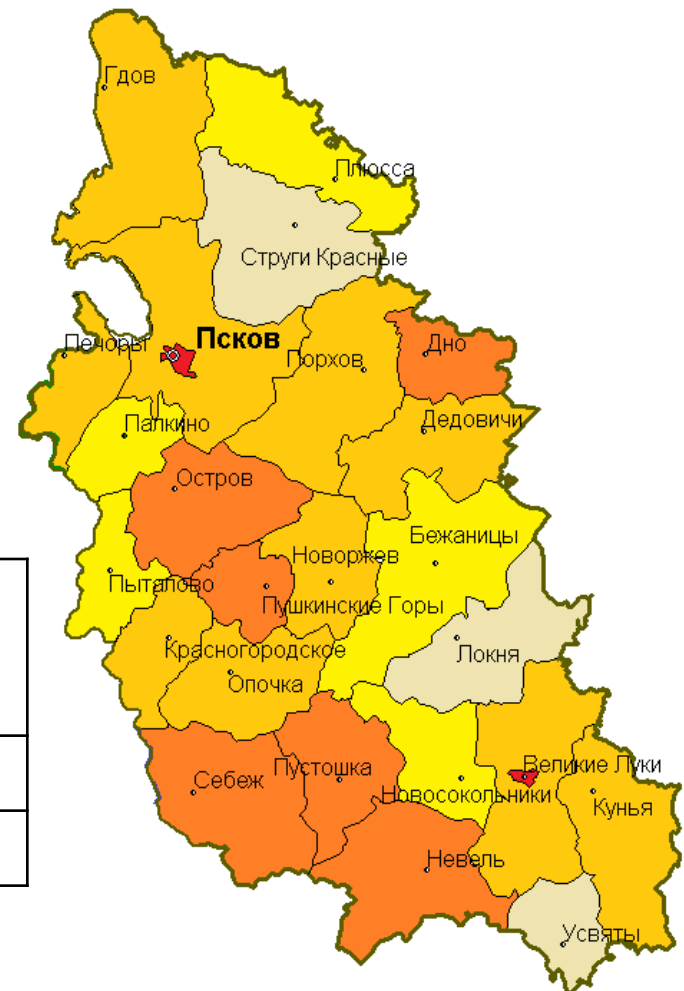 Гдов
Плюсса
Струги Красные
Печоры
Псков
Порхов
Дно
Палкино
Дедовичи
Остров
Бежаницы
Новоржев
Пыталово
Пушкинские Горы
Красногородское
Локня
Опочка
Великие Луки
Себеж
Пустошка
Новосокольники
Кунья
Невель
Усвяты